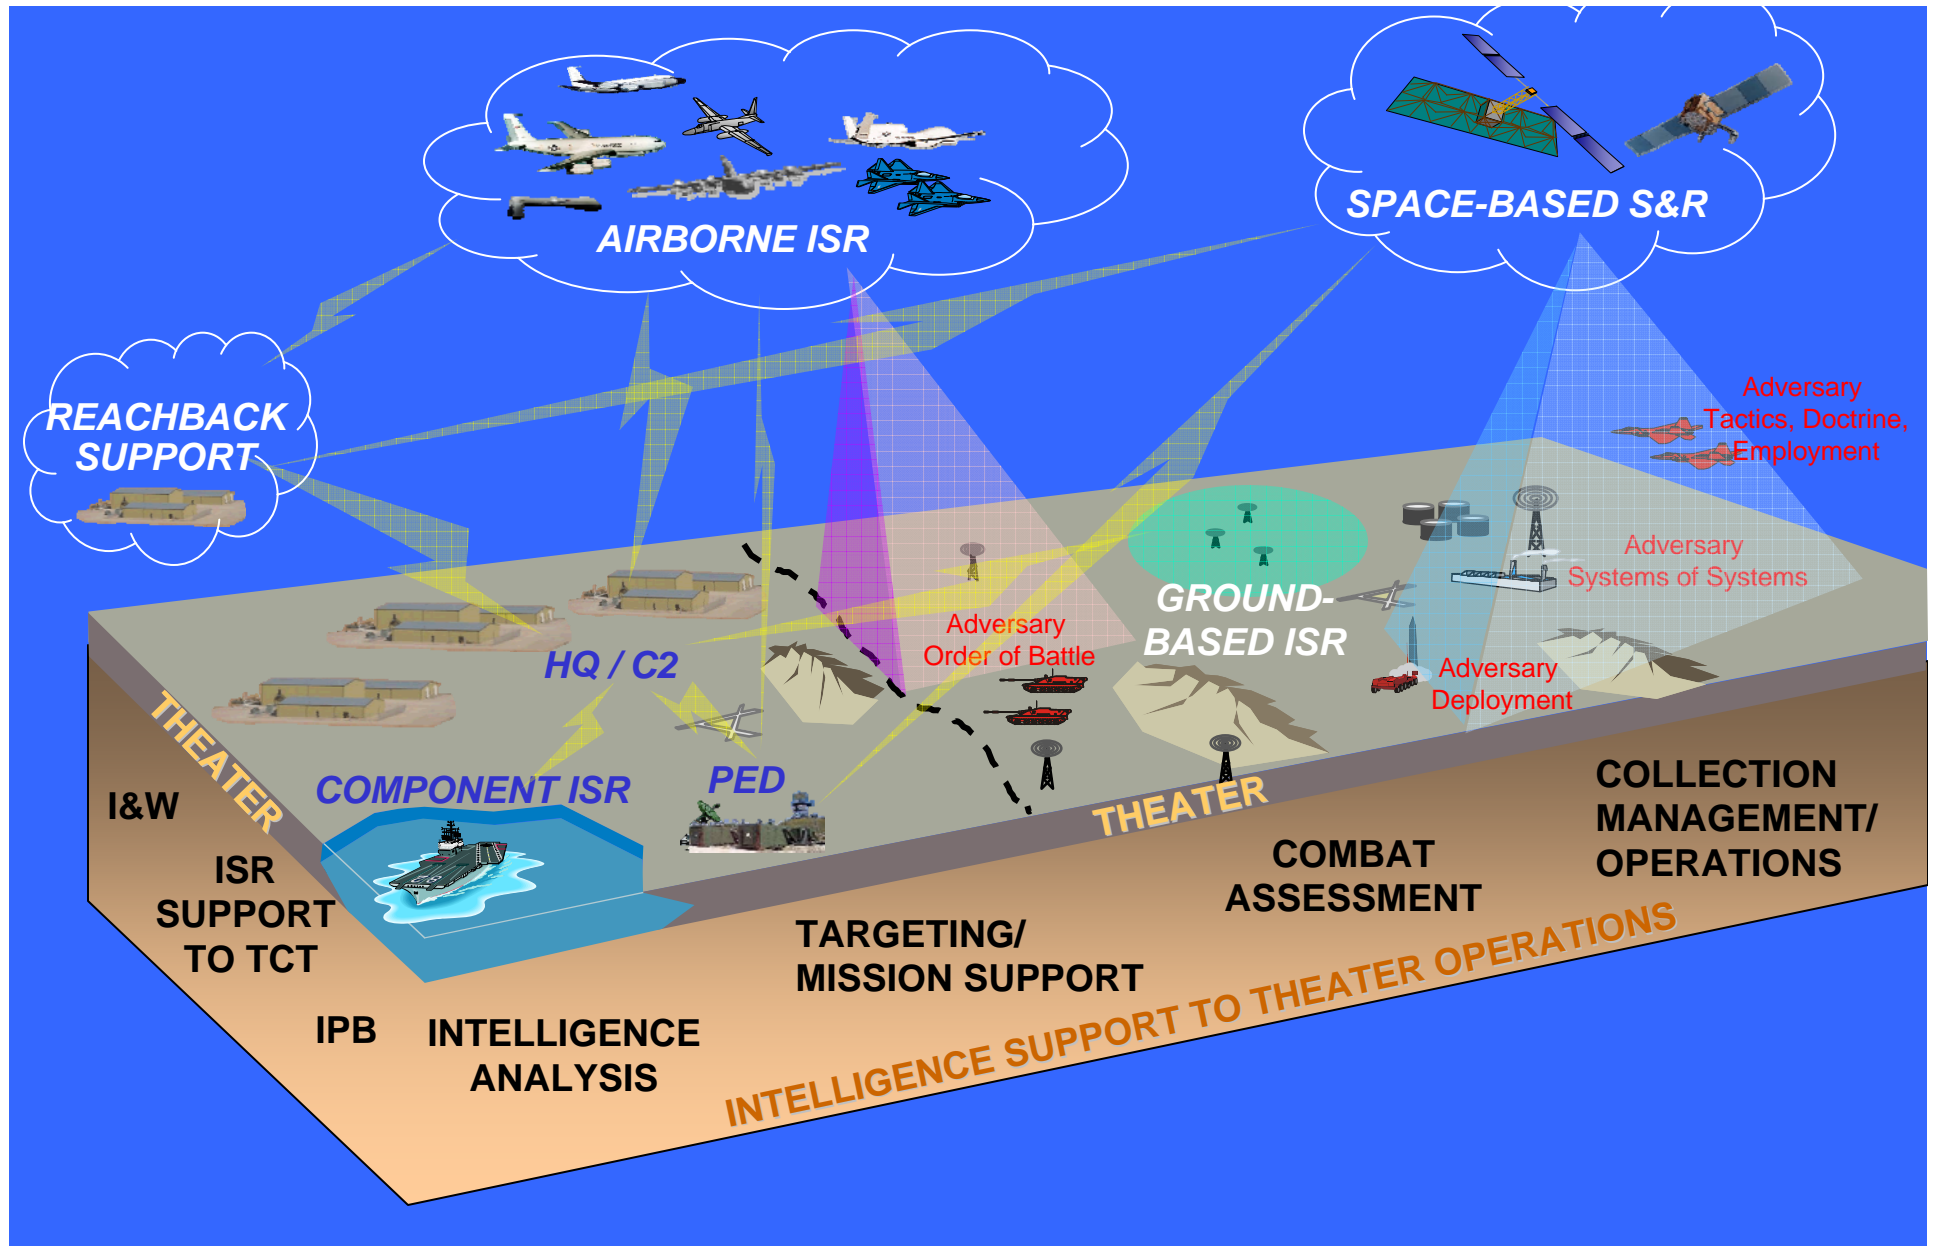 AIRBORNE ISR
SPACE-BASED S&R
REACHBACK
SUPPORT
Adversary
Tactics, Doctrine,
Employment
Adversary
Systems of Systems
GROUND-
BASED ISR
Adversary
Order of Battle
HQ / C2
Adversary
Deployment
THEATER
COMPONENT ISR
PED
THEATER
I&W
ISR
SUPPORT
TO TCT
IPB
INTELLIGENCE
ANALYSIS
TARGETING/
MISSION SUPPORT
COMBAT
ASSESSMENT
COLLECTION
MANAGEMENT/
OPERATIONS
INTELLIGENCE SUPPORT TO THEATER OPERATIONS